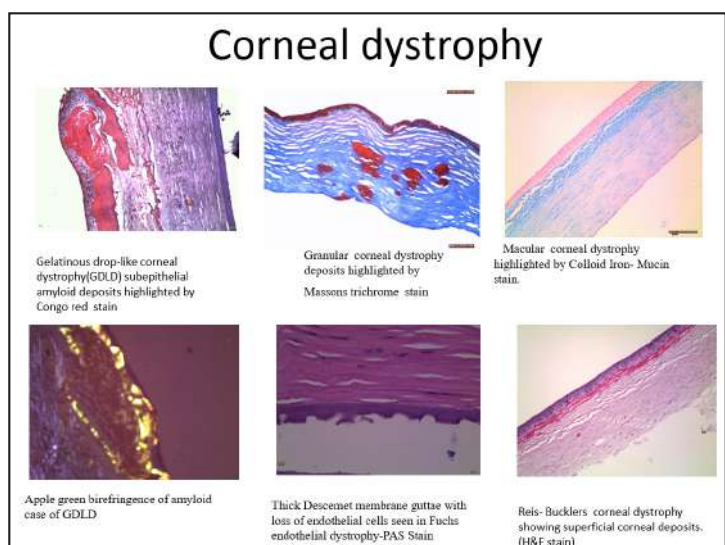 Corneal dystrophy
Gelatinous drop-like corneal
dystrophy(GDLD) subepithelial
amyloid deposits highlighted by
Congo red stain
Granular corneal dystrophy
deposits highlighted by
Massons trichrome stain
Macular corneal dystrophy
highlighted by Colloid Iron- Mucin
stain.
Apple green birefringence of amyloid
case of GDLD
Thick Descemet membrane guttae with
loss of endothelial cells seen in Fuchs
endothelial dystrophy-PAS Stain
Reis- Bucklers corneal dystrophy
showing superficial corneal deposits.
(H&E stain)